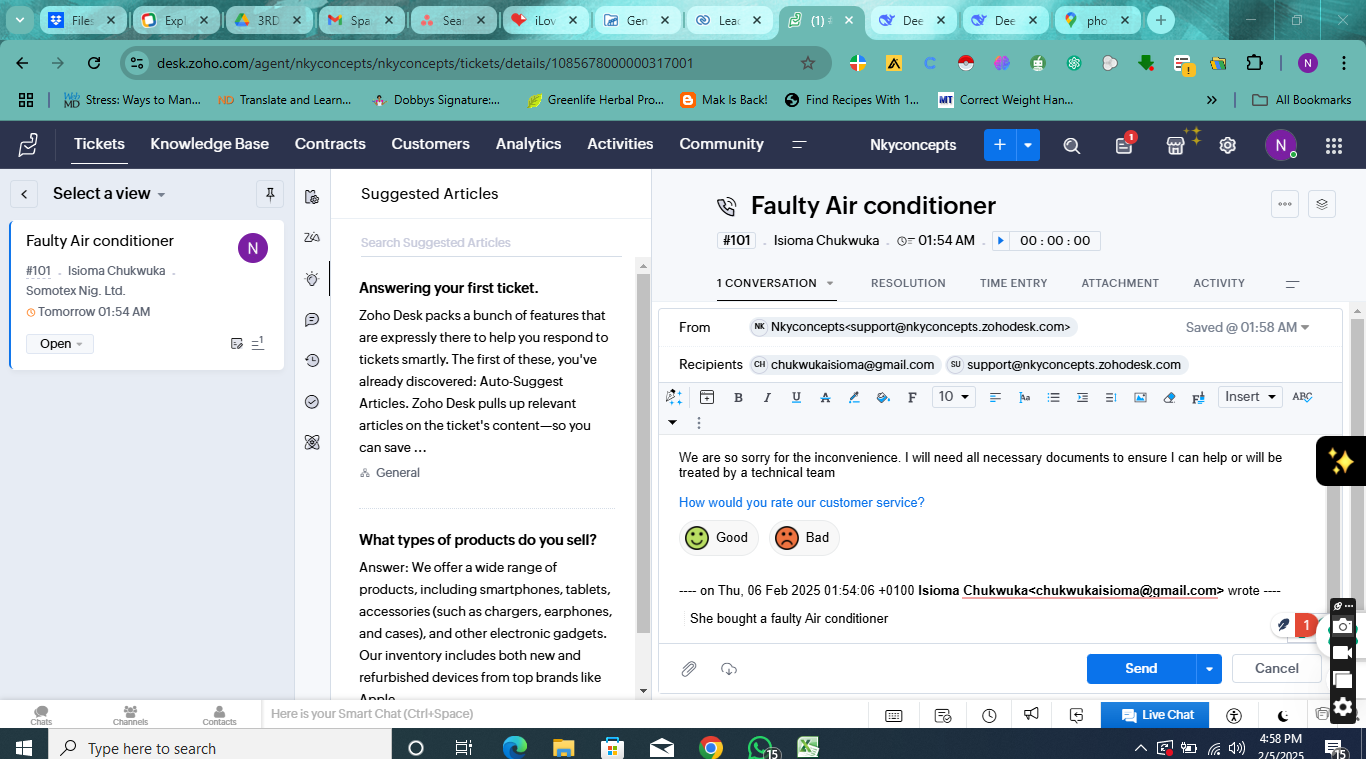 Files
Expl
3RD
Spa
Sear
iLov
Gen
Leac
(1)
Dee
Dee
pho
desk.zoho.com/agent/nkyconcepts/nkyconcepts/tickets/details/1085678000000317001
N
Stress: Ways to Man...
Translate and Learn...
Dobbys Signature:...
Greenlife Herbal Pro...
Mak Is Back!
Find Recipes With 1...
MT Correct Weight Han...
»
All Bookmarks
Tickets
Knowledge Base
Contracts
Customers
Analytics
Activities
Community
Nkyconcepts
1
N
Select a view
Faulty Air conditioner
N
#101 . Isioma Chukwuka .
Somotex Nig. Ltd.
Tomorrow 01:54 AM
Open
1
Suggested Articles
Search Suggested Articles
Answering your first ticket.
Zoho Desk packs a bunch of features that
are expressly there to help you respond to
tickets smartly. The first of these, you've
already discovered: Auto-Suggest
Articles. Zoho Desk pulls up relevant
articles on the ticket's content—so you
can save ...
General
What types of products do you sell?
Answer: We offer a wide range of
products, including smartphones, tablets,
accessories (such as chargers, earphones,
and cases), and other electronic gadgets.
Our inventory includes both new and
refurbished devices from top brands like
Apple
Faulty Air conditioner
#101 . Isioma Chukwuka . 01:54 AM . 00 : 00 : 00
1 CONVERSATION
RESOLUTION
TIME ENTRY
ATTACHMENT
ACTIVITY
From NK Nkyconcepts<support@nkyconcepts.zohodesk.com>
Saved @ 01:58 AM
Recipients CH chukwukaisioma@gmail.com SU support@nkyconcepts.zohodesk.com
B I U A F 10 Insert ABC
We are so sorry for the inconvenience. I will need all necessary documents to ensure I can help or will be
treated by a technical team
How would you rate our customer service?
Good
Bad
---- on Thu, 06 Feb 2025 01:54:06 +0100 Isioma Chukwuka<chukwukaisioma@gmail.com> wrote ----
She bought a faulty Air conditioner
1
Send
Cancel
Chats
Channels
Contacts
Here is your Smart Chat (Ctrl+Space)
Live Chat
Type here to search
15
4:58 PM
2/5/2025
15